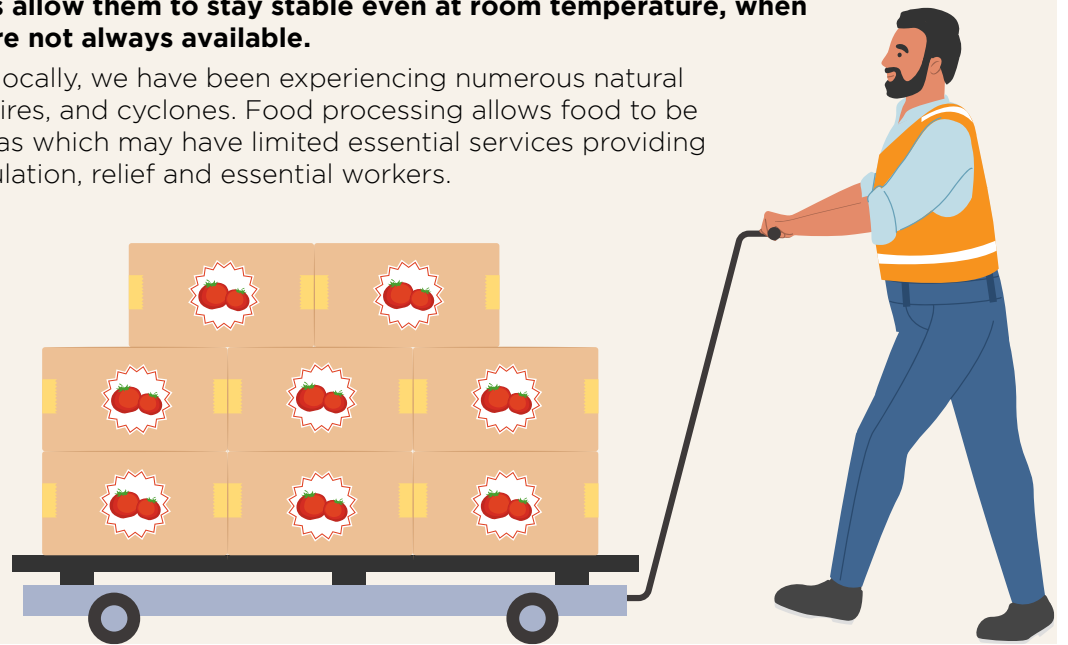 s allow them to stay stable even at room temperature, when
re not always available.
ocally, we have been experiencing numerous natural
ires, and cyclones. Food processing allows food to be
as which may have limited essential services providing
ulation, relief and essential workers.